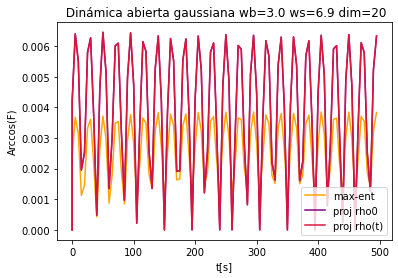 Dinámica abierta gaussiana wb=3.0 ws=6.9 dim=20
Arccos(F)
0.006
0.005
0.004
0.003
0.002
0.001
0.000
max-ent
proj rho0
proj rho(t)
0 100 200 300 400 500
t[s]